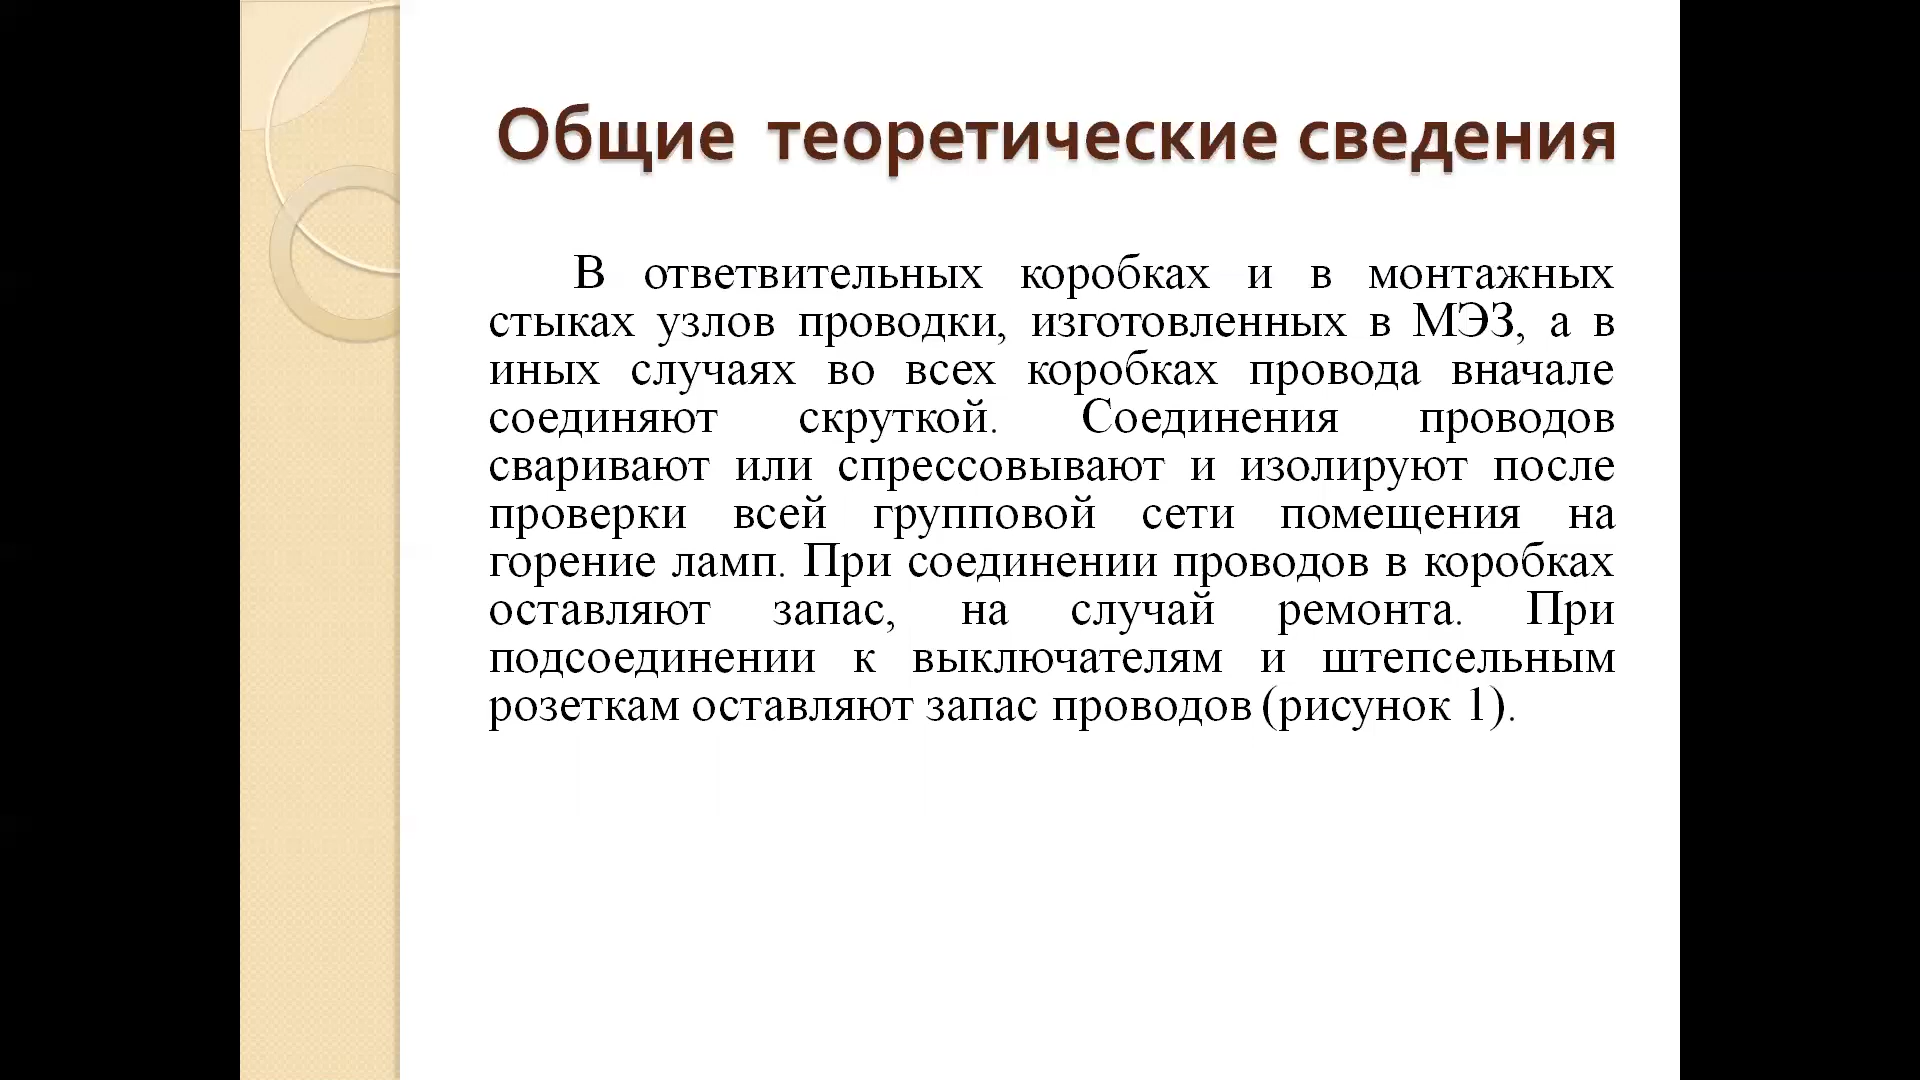 Общие теоретические сведения
В ответвительных коробках и в монтажных
стыках узлов проводки, изготовленных в МЭЗ, а в
иных случаях во всех коробках провода вначале
соединяют скруткой. Соединения проводов
сваривают или спрессовывают и изолируют после
проверки всей групповой сети помещения на
горение ламп. При соединении проводов в коробках
оставляют запас, на случай ремонта. При
подсоединении к выключателям и штепсельным
розеткам оставляют запас проводов (рисунок 1).